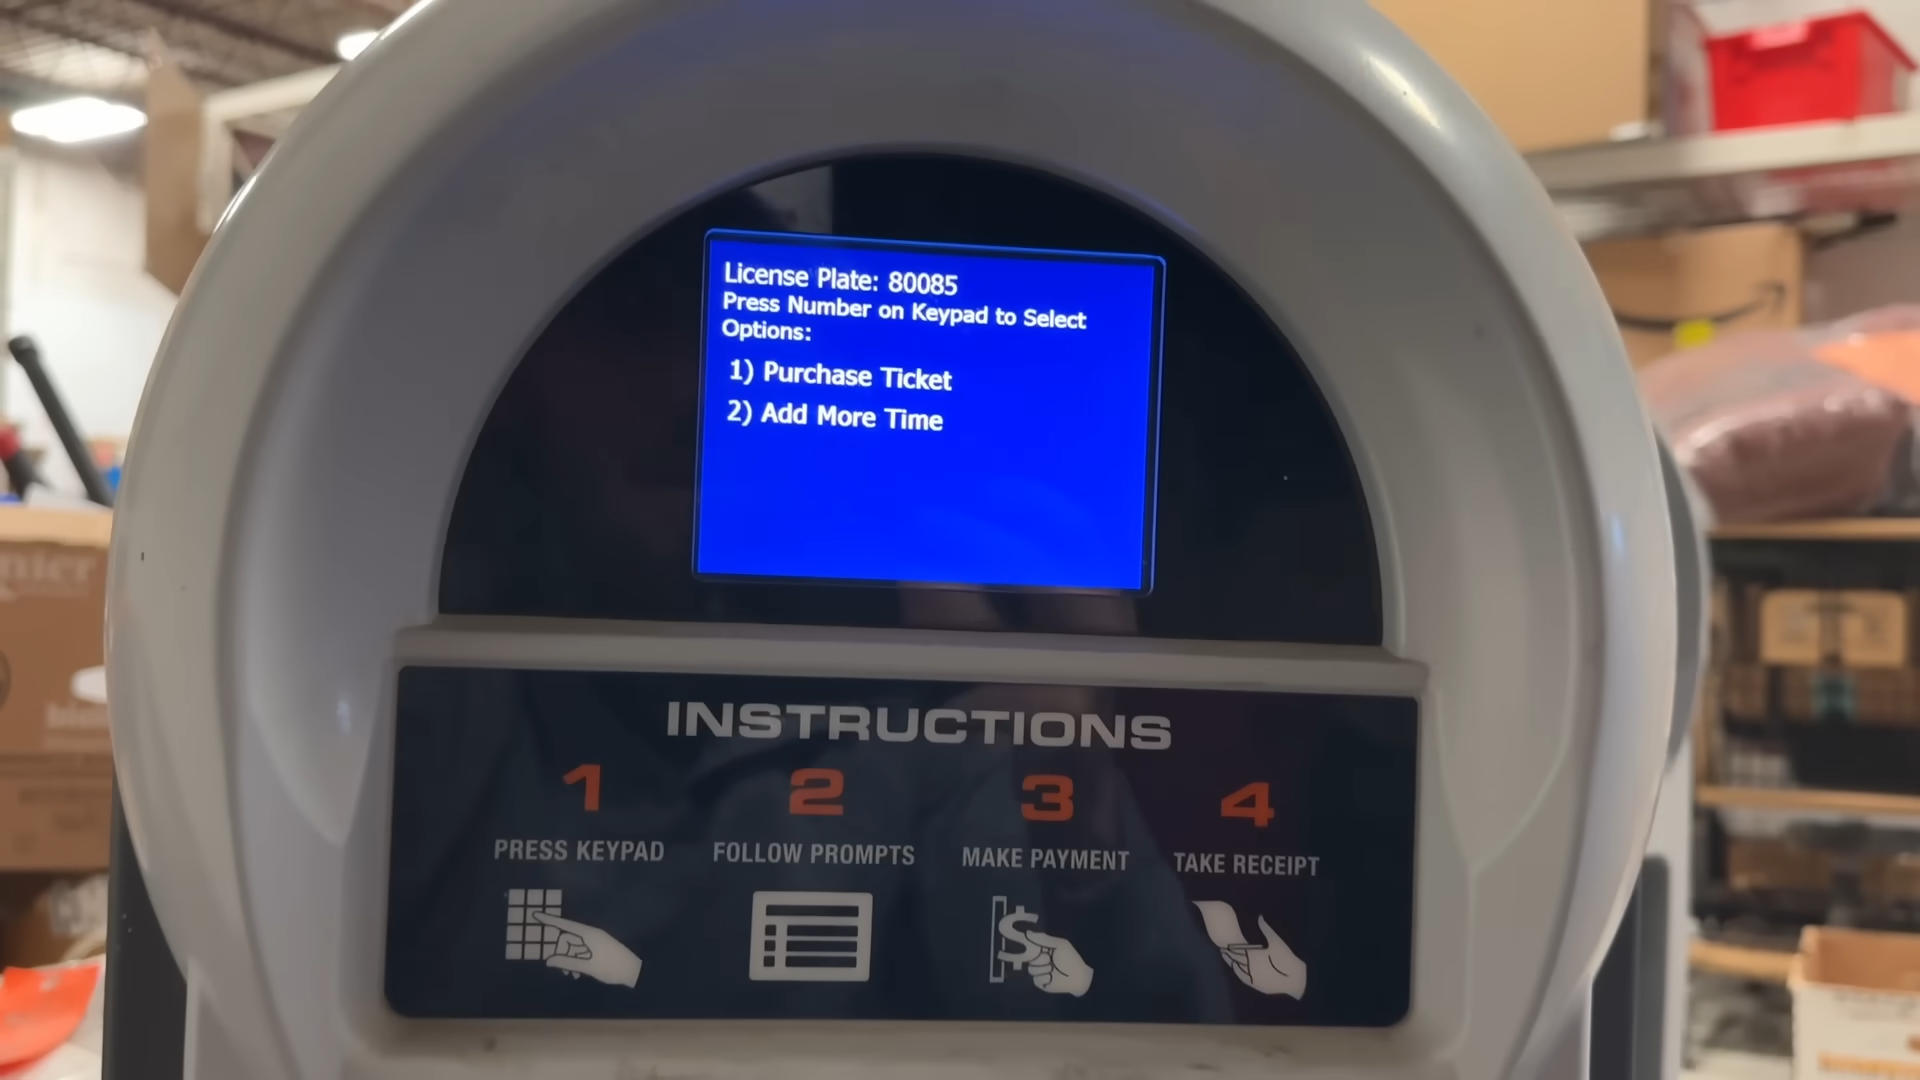 License Plate: 80085
Press Number on Keypad to Select
Options:
1) Purchase Ticket
2) Add More Time
INSTRUCTIONS
1 2 3 4
PRESS KEYPAD FOLLOW PROMPTS MAKE PAYMENT TAKE RECEIPT
$